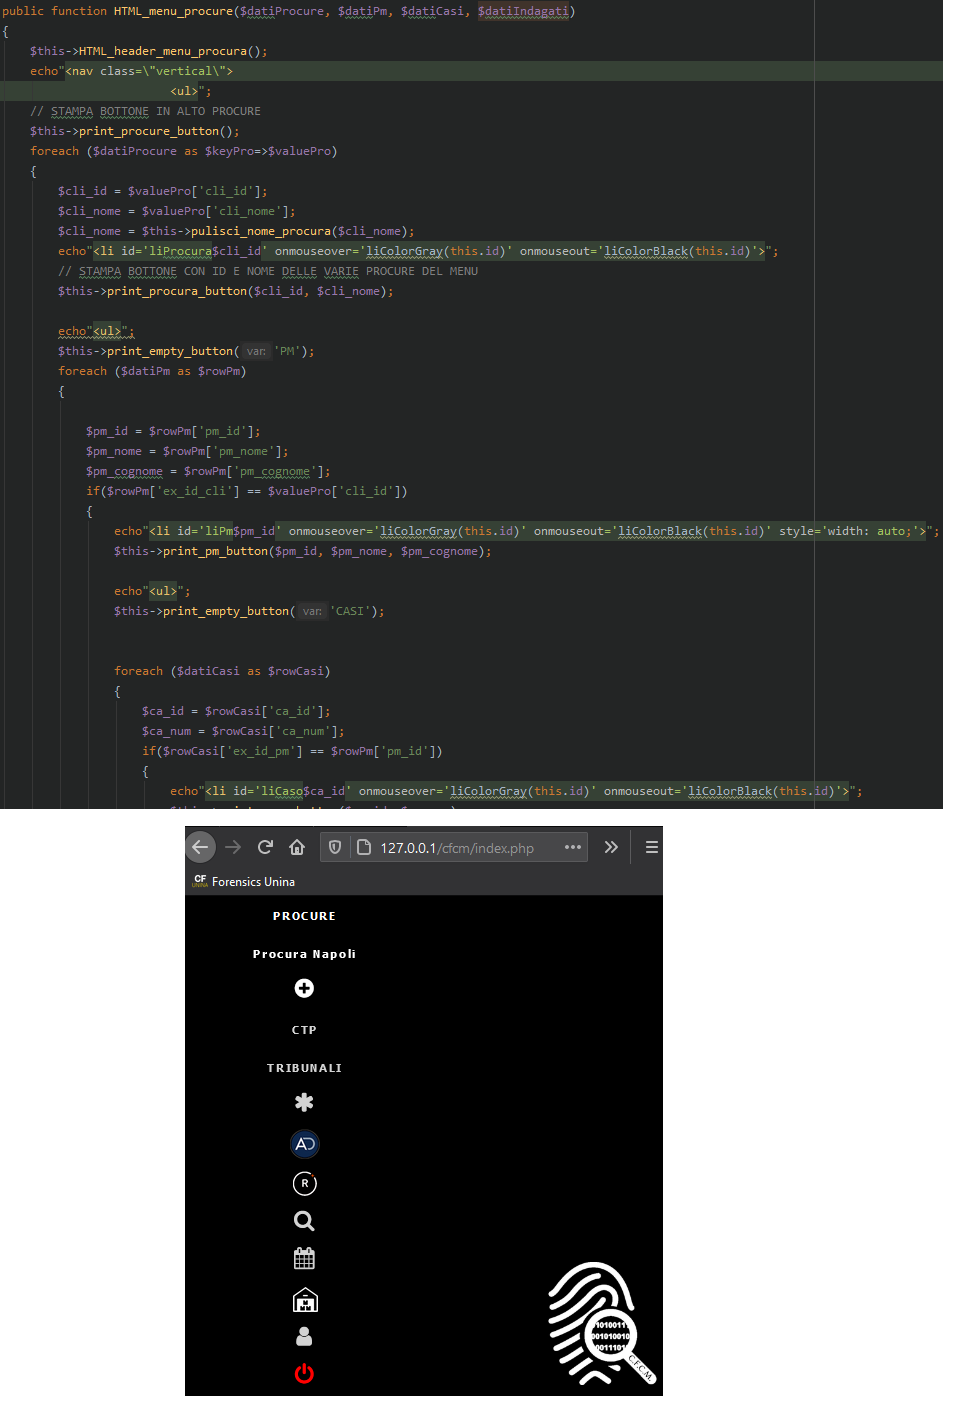 public function HTML_menu_procure($datiProcure, $datiPm, $datiCasi, $datiIndagati)
{
$this->HTML_header_menu_procura();
echo"<nav class=\"vertical\">
<ul>";
// STAMPA BOTTONE IN ALTO PROCURE
$this->print_procure_button();
foreach ($datiProcure as $keyPro=>$valuePro)
{
$cli_id = $valuePro['cli_id'];
$cli_nome = $valuePro['cli_nome'];
$cli_nome = $this->pulisci_nome_procura($cli_nome);
echo"<li id='liProcura$cli_id' onmouseover='liColorGray(this.id)' onmouseout='liColorBlack(this.id)'>";
// STAMPA BOTTONE CON ID E NOME DELLE VARIE PROCURE DEL MENU
$this->print_procura_button($cli_id, $cli_nome);
echo"<ul>";
$this->print_empty_button( var: 'PM');
foreach ($datiPm as $rowPm)
{
$pm_id = $rowPm['pm_id'];
$pm_nome = $rowPm['pm_nome'];
$pm_cognome = $rowPm['pm_cognome'];
if($rowPm['ex_id_cli'] == $valuePro['cli_id'])
{
echo"<li id='liPm$pm_id' onmouseover='liColorGray(this.id)' onmouseout='liColorBlack(this.id)' style='width: auto;'>";
$this->print_pm_button($pm_id, $pm_nome, $pm_cognome);
echo"<ul>";
$this->print_empty_button( var: 'CASI');
foreach ($datiCasi as $rowCasi)
{
$ca_id = $rowCasi['ca_id'];
$ca_num = $rowCasi['ca_num'];
if($rowCasi['ex_id_pm'] == $rowPm['pm_id'])
{
echo"<li id='liCaso$ca_id' onmouseover='liColorGray(this.id)' onmouseout='liColorBlack(this.id)'>";
127.0.0.1/cfcm/index.php
CF UNINA Forensics Unina
PROCURE
Procura Napoli
CTP
TRIBUNALI
AD
R
C.F.C.M.